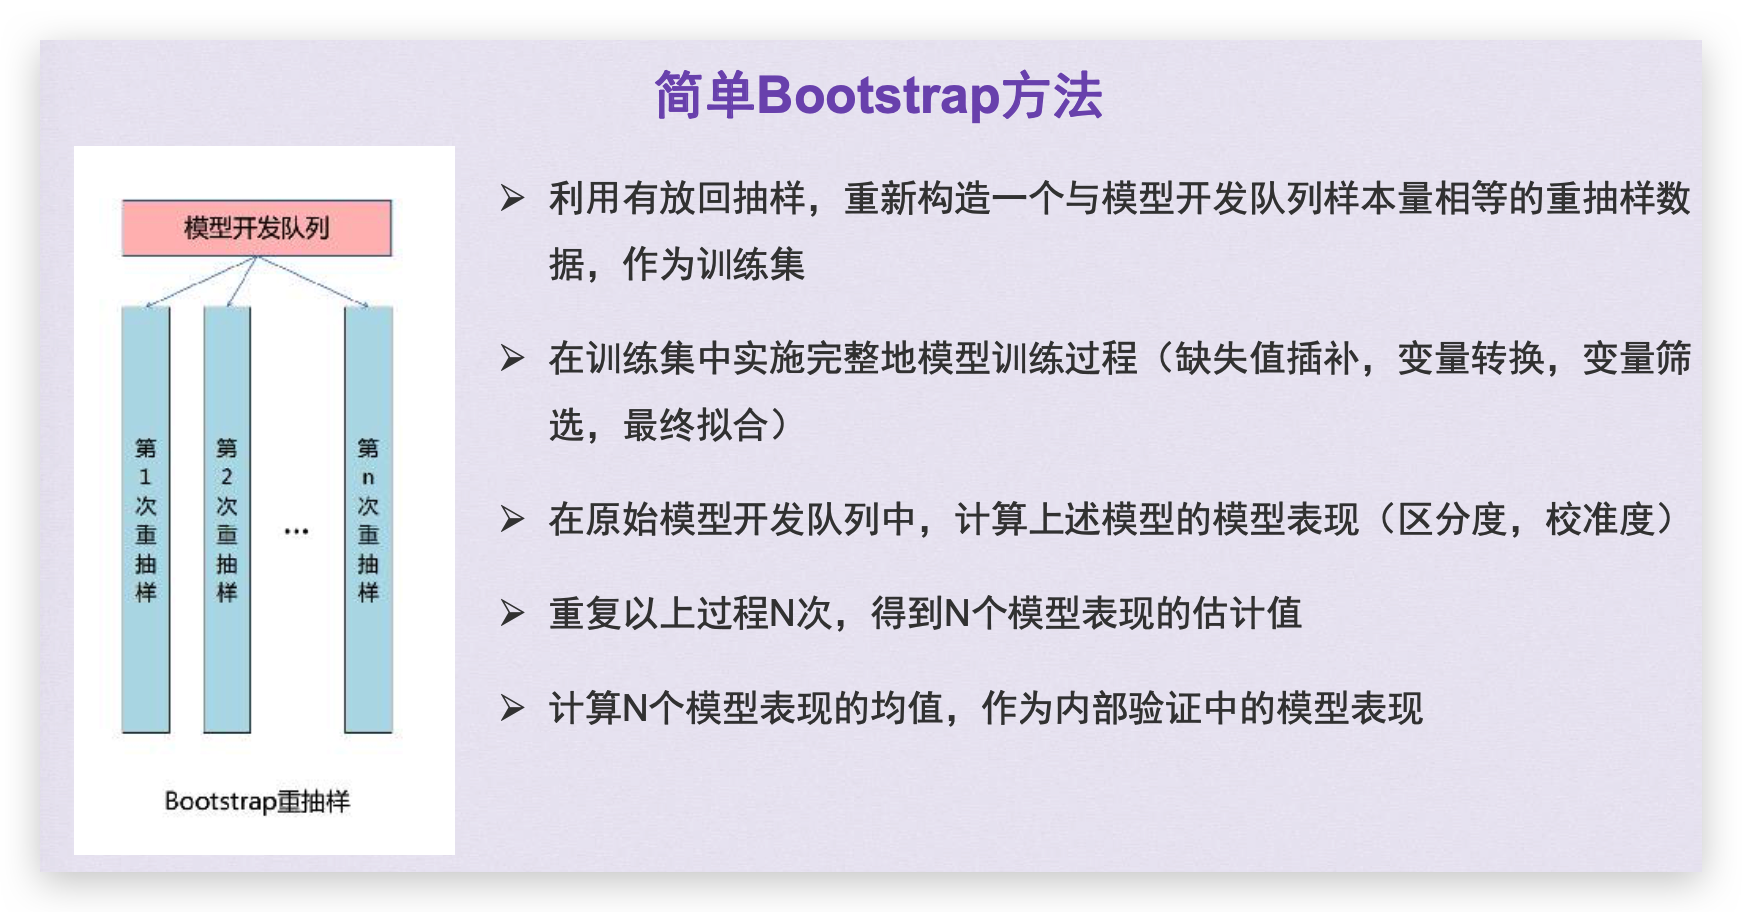 简单Bootstrap方法
模型开发队列
第1次重抽样
第2次重抽样
...
第n次重抽样
Bootstrap重抽样
➢ 利用有放回抽样，重新构造一个与模型开发队列样本量相等的重抽样数
据，作为训练集
➢ 在训练集中实施完整地模型训练过程（缺失值插补，变量转换，变量筛
选，最终拟合）
➢ 在原始模型开发队列中，计算上述模型的模型表现（区分度，校准度）
➢ 重复以上过程N次，得到N个模型表现的估计值
➢ 计算N个模型表现的均值，作为内部验证中的模型表现